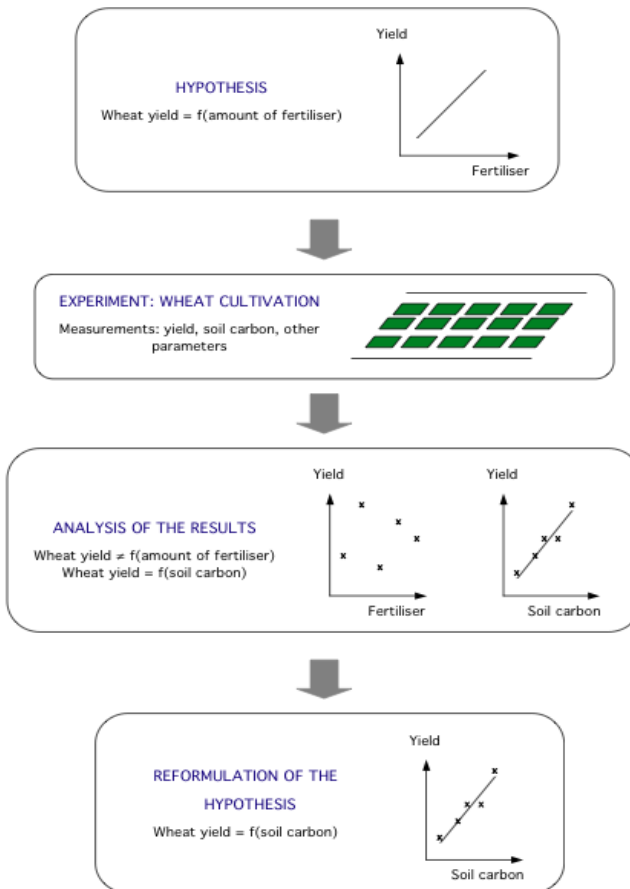 Yield
HYPOTHESIS
Wheat yield = f(amount of fertiliser)
Fertiliser
EXPERIMENT: WHEAT CULTIVATION
Measurements: yield, soil carbon, other
parameters
Yield
Yield
ANALYSIS OF THE RESULTS
Wheat yield ≠ f(amount of fertiliser)
Wheat yield = f(soil carbon)
Fertiliser
Soil carbon
Yield
REFORMULATION OF THE
HYPOTHESIS
Wheat yield = f(soil carbon)
Soil carbon